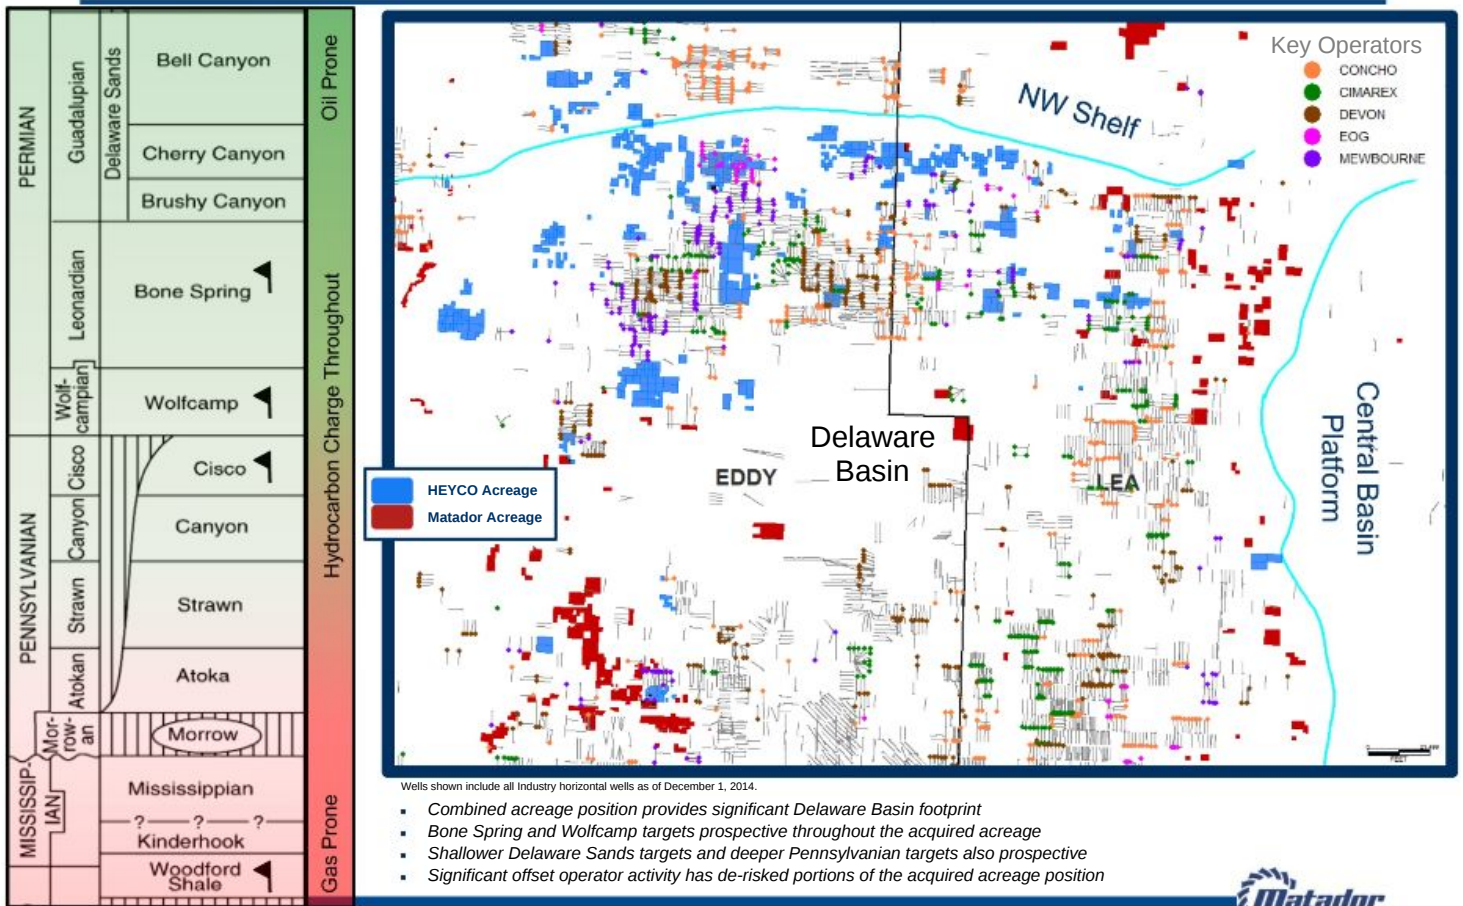 PERMIAN
Guadalupian
Delaware Sands
Bell Canyon
Cherry Canyon
Brushy Canyon
Leonardian
Bone Spring
Wolf-
campian
Wolfcamp
PENNSYLVANIAN
Cisco
Cisco
Canyon
Canyon
Strawn
Strawn
Atokan
Atoka
Mor-
row-
an
Morrow
MISSISSIP-
IAN
Mississippian
? ? ?
Kinderhook
Woodford
Shale
Oil Prone
Hydrocarbon Charge Throughout
Gas Prone
Key Operators
CONCHO
CIMAREX
DEVON
EOG
MEWBOURNE
NW Shelf
Central Basin
Platform
Delaware
Basin
EDDY
LEA
HEYCO Acreage
Matador Acreage
FEET
Wells shown include all Industry horizontal wells as of December 1, 2014.
▪ Combined acreage position provides significant Delaware Basin footprint
▪ Bone Spring and Wolfcamp targets prospective throughout the acquired acreage
▪ Shallower Delaware Sands targets and deeper Pennsylvanian targets also prospective
▪ Significant offset operator activity has de-risked portions of the acquired acreage position
Matador